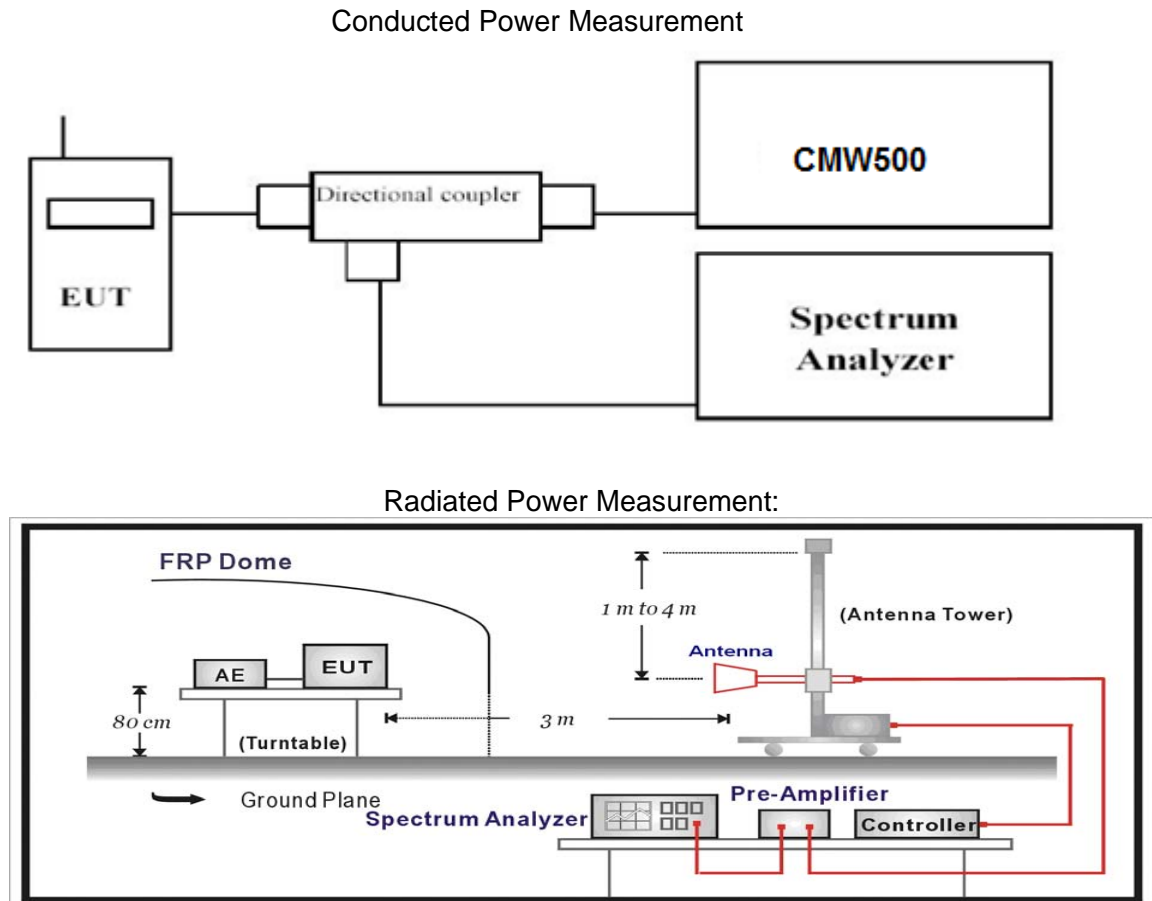 Conducted Power Measurement
CMW500
Directional coupler
EUT
Spectrum
Analyzer
Radiated Power Measurement:
FRP Dome
1 m to 4 m
(Antenna Tower)
Antenna
AE
EUT
80 cm
3 m
(Turntable)
Ground Plane
Pre-Amplifier
Spectrum Analyzer
Controller